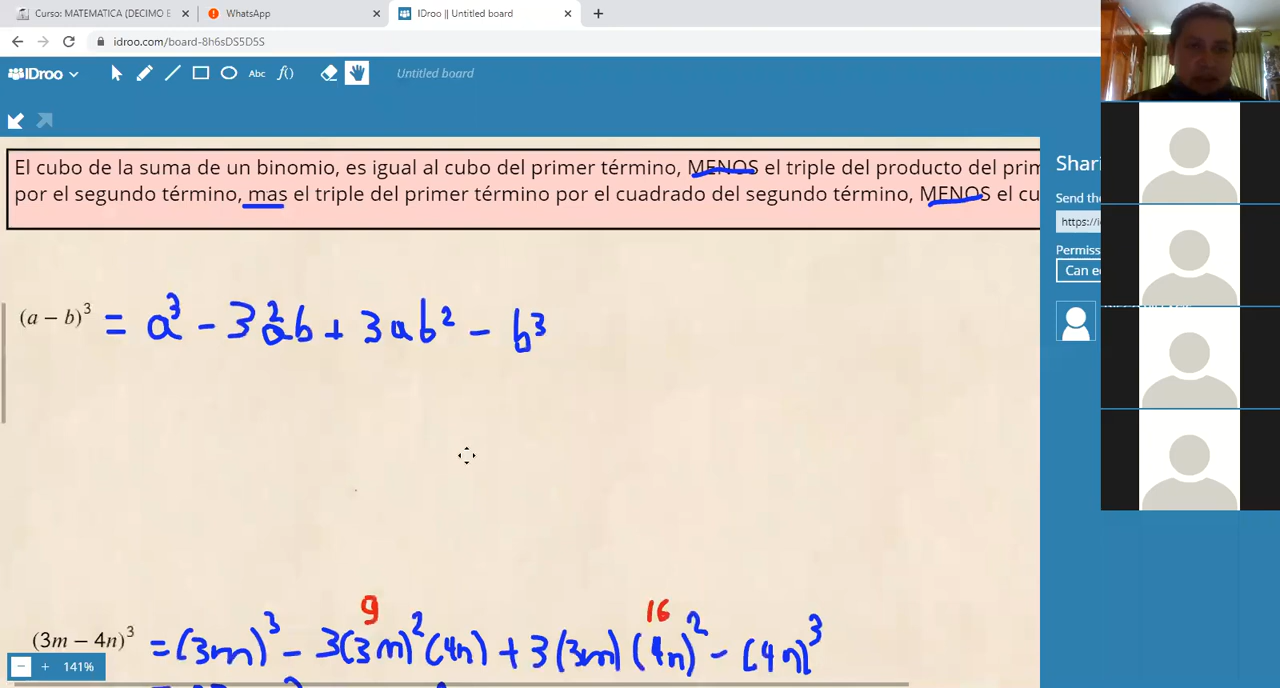 Curso: MATEMATICA (DECIMO E
WhatsApp
IDroo || Untitled board
idroo.com/board-8h6sDS5D5S
IDroo Abc f() Untitled board
El cubo de la suma de un binomio, es igual al cubo del primer término, MENOS el triple del producto del prim
por el segundo término, mas el triple del primer término por el cuadrado del segundo término, MENOS el cu
Shari
Send the
https://i
Permiss
Can e
(a − b)³ = a³ - 3a²b + 3ab² - b³
9 16
(3m − 4n)³ = (3m)³ - 3(3m)²(4n) + 3(3m)(4n)² - (4n)³
− + 141%